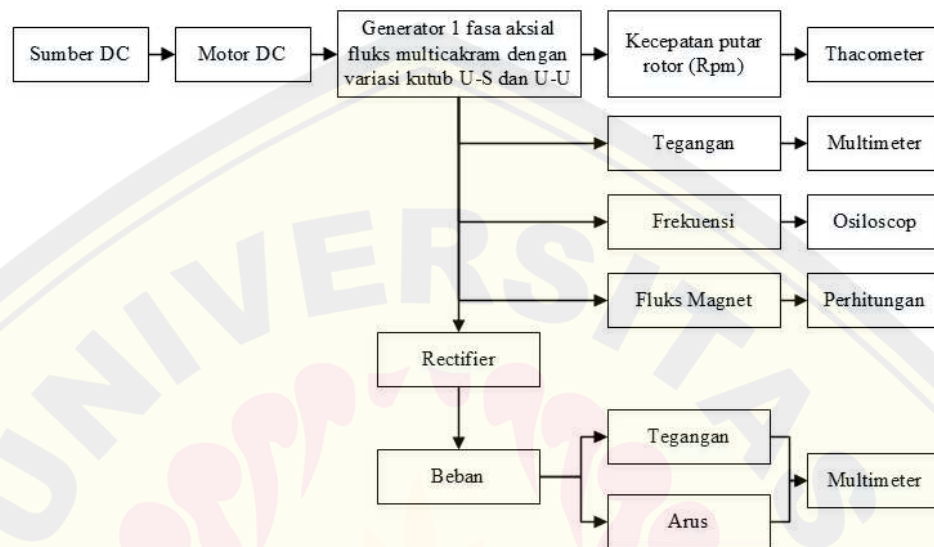 Sumber DC
Motor DC
Generator 1 fasa aksial
fluks multicakram dengan
variasi kutub U-S dan U-U
Kecepatan putar
rotor (Rpm)
Thacometer
Tegangan
Multimeter
Frekuensi
Osiloscop
Fluks Magnet
Perhitungan
Rectifier
Beban
Tegangan
Arus
Multimeter
UNIVERSITAS